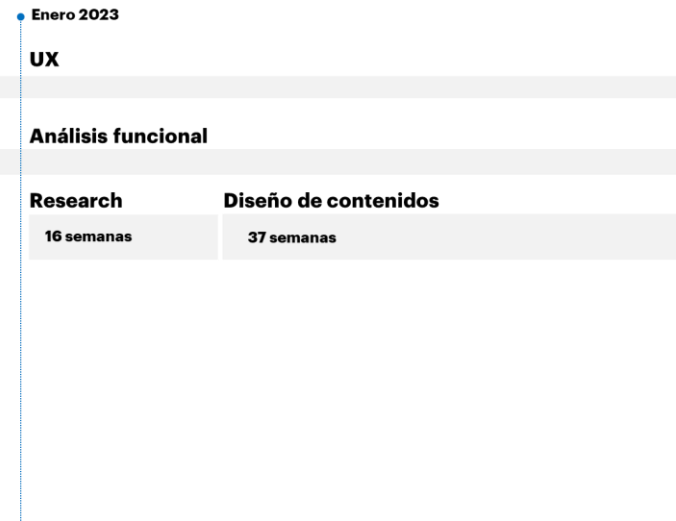 Enero 2023
UX
Análisis funcional
Research
Diseño de contenidos
16 semanas
37 semanas